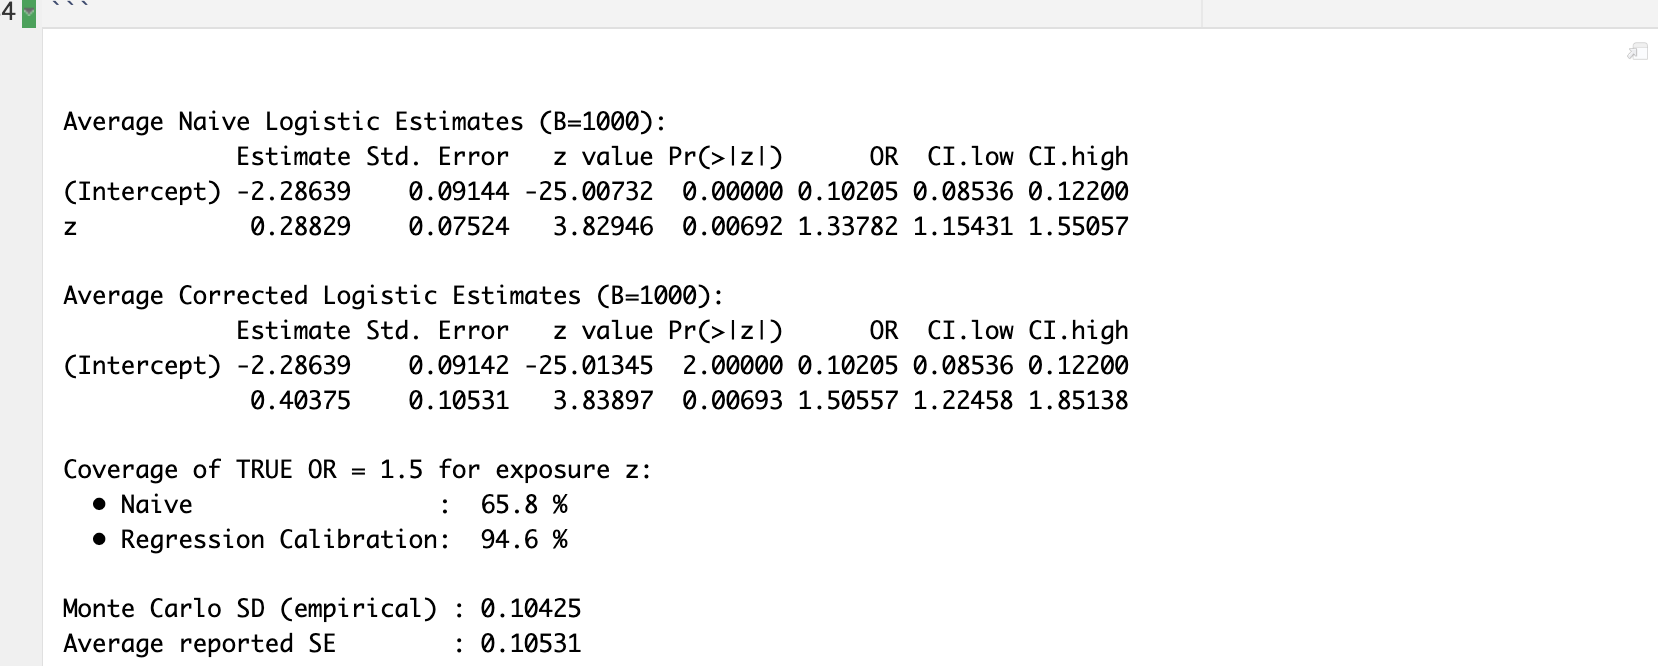 4 ```
Average Naive Logistic Estimates (B=1000):
            Estimate Std. Error   z value Pr(>|z|)      OR  CI.low CI.high
(Intercept) -2.28639    0.09144 -25.00732  0.00000 0.10205 0.08536 0.12200
z            0.28829    0.07524   3.82946  0.00692 1.33782 1.15431 1.55057
Average Corrected Logistic Estimates (B=1000):
            Estimate Std. Error   z value Pr(>|z|)      OR  CI.low CI.high
(Intercept) -2.28639    0.09142 -25.01345  2.00000 0.10205 0.08536 0.12200
             0.40375    0.10531   3.83897  0.00693 1.50557 1.22458 1.85138
Coverage of TRUE OR = 1.5 for exposure z:
  • Naive                 :  65.8 %
  • Regression Calibration:  94.6 %
Monte Carlo SD (empirical) : 0.10425
Average reported SE        : 0.10531